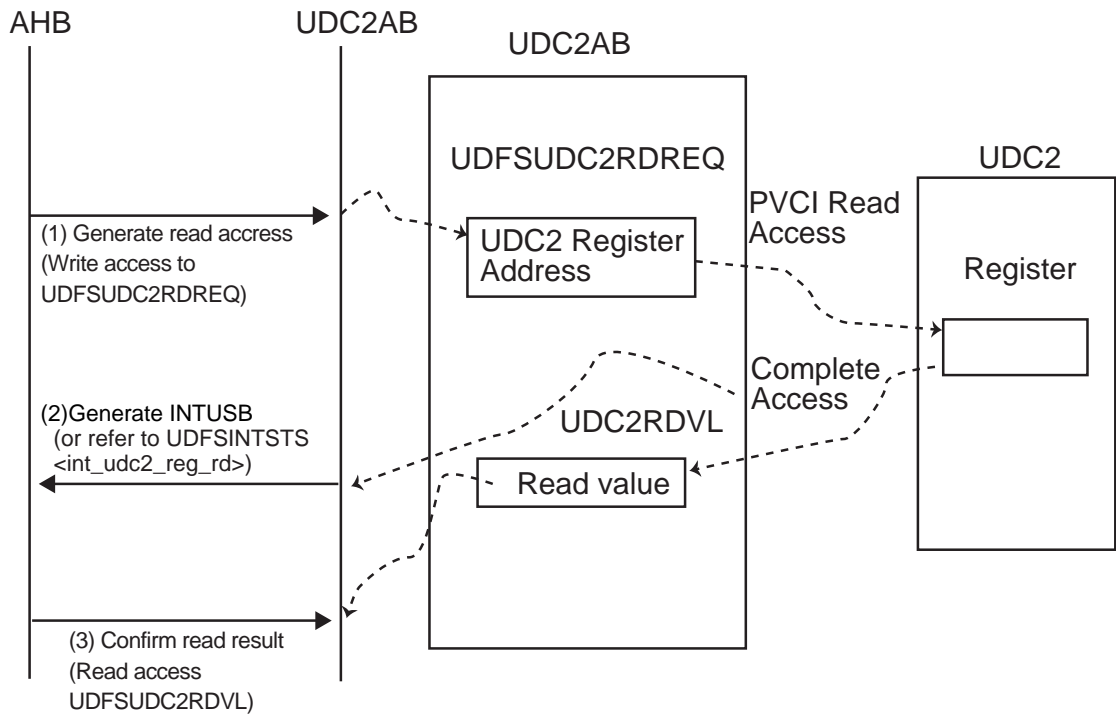 AHB
UDC2AB
UDC2AB
UDFSUDC2RDREQ
UDC2
PVCI Read
Access
(1) Generate read accress
(Write access to
UDFSUDC2RDREQ)
UDC2 Register
Address
Register
Complete
Access
(2)Generate INTUSB
(or refer to UDFSINTSTS
<int_udc2_reg_rd>)
UDC2RDVL
Read value
(3) Confirm read result
(Read access
UDFSUDC2RDVL)